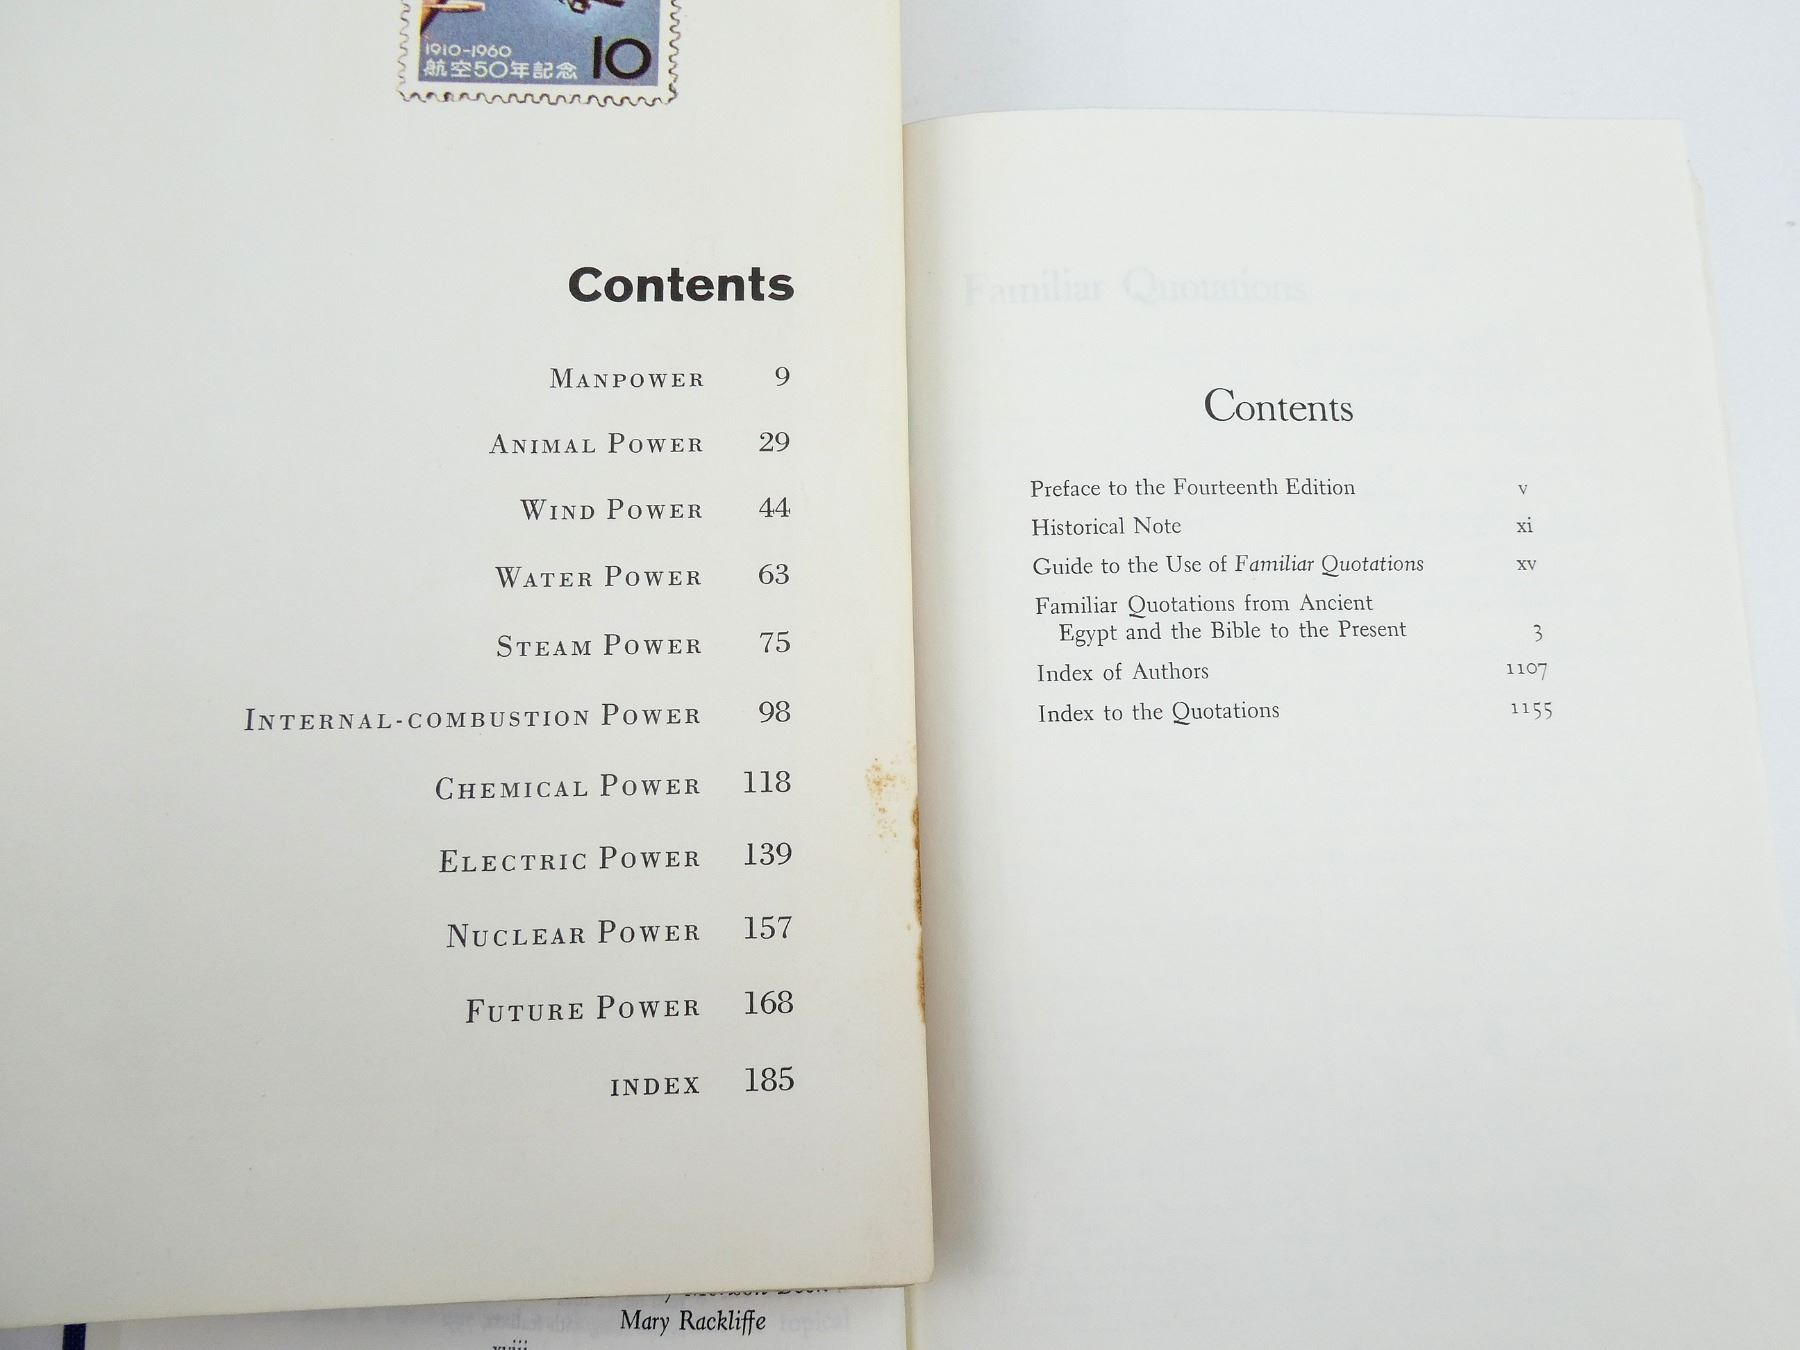 1910-1960
航空50年記念 10
Contents
MANPOWER 9
ANIMAL POWER 29
WIND POWER 44
WATER POWER 63
STEAM POWER 75
INTERNAL-COMBUSTION POWER 98
CHEMICAL POWER 118
ELECTRIC POWER 139
NUCLEAR POWER 157
FUTURE POWER 168
INDEX 185
Mary Rackliffe
xviii
Familiar Quotations
Contents
Preface to the Fourteenth Edition v
Historical Note xi
Guide to the Use of Familiar Quotations xv
Familiar Quotations from Ancient
Egypt and the Bible to the Present 3
Index of Authors 1107
Index to the Quotations 1155